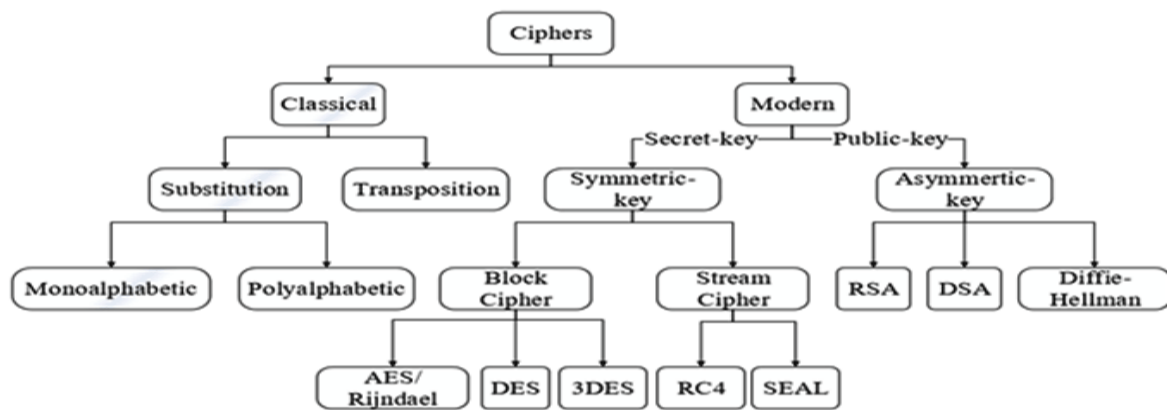 Ciphers
Classical
Modern
Secret-key
Public-key
Substitution
Transposition
Symmetric-
key
Asymmertic-
key
Monoalphabetic
Polyalphabetic
Block
Cipher
Stream
Cipher
RSA
DSA
Diffie-
Hellman
AES/
Rijndael
DES
3DES
RC4
SEAL